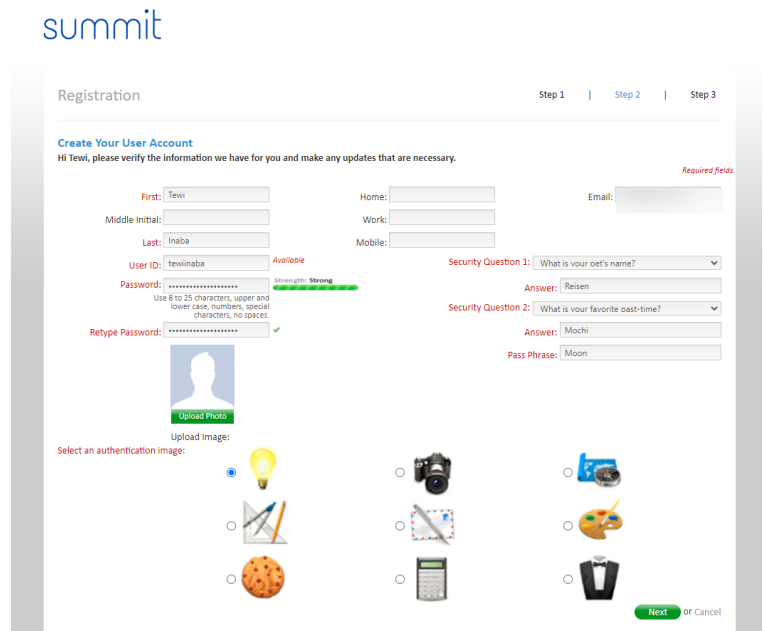 summit
Registration
Step 1 | Step 2 | Step 3
Create Your User Account
Hi Tewi, please verify the information we have for you and make any updates that are necessary.
Required fields.
First: Tewi
Home:
Email:
Middle Initial:
Work:
Last: Inaba
Mobile:
User ID: tewiinaba Available
Security Question 1: What is your pet's name?
Password: •••••••••••••••••••• Strength: Strong
Answer: Reisen
Use 8 to 25 characters, upper and
lower case, numbers, special
characters, no spaces.
Security Question 2: What is your favorite past-time?
Retype Password: ••••••••••••••••••••
Answer: Mochi
Pass Phrase: Moon
Upload Photo
Upload Image:
Select an authentication image:
Next or Cancel